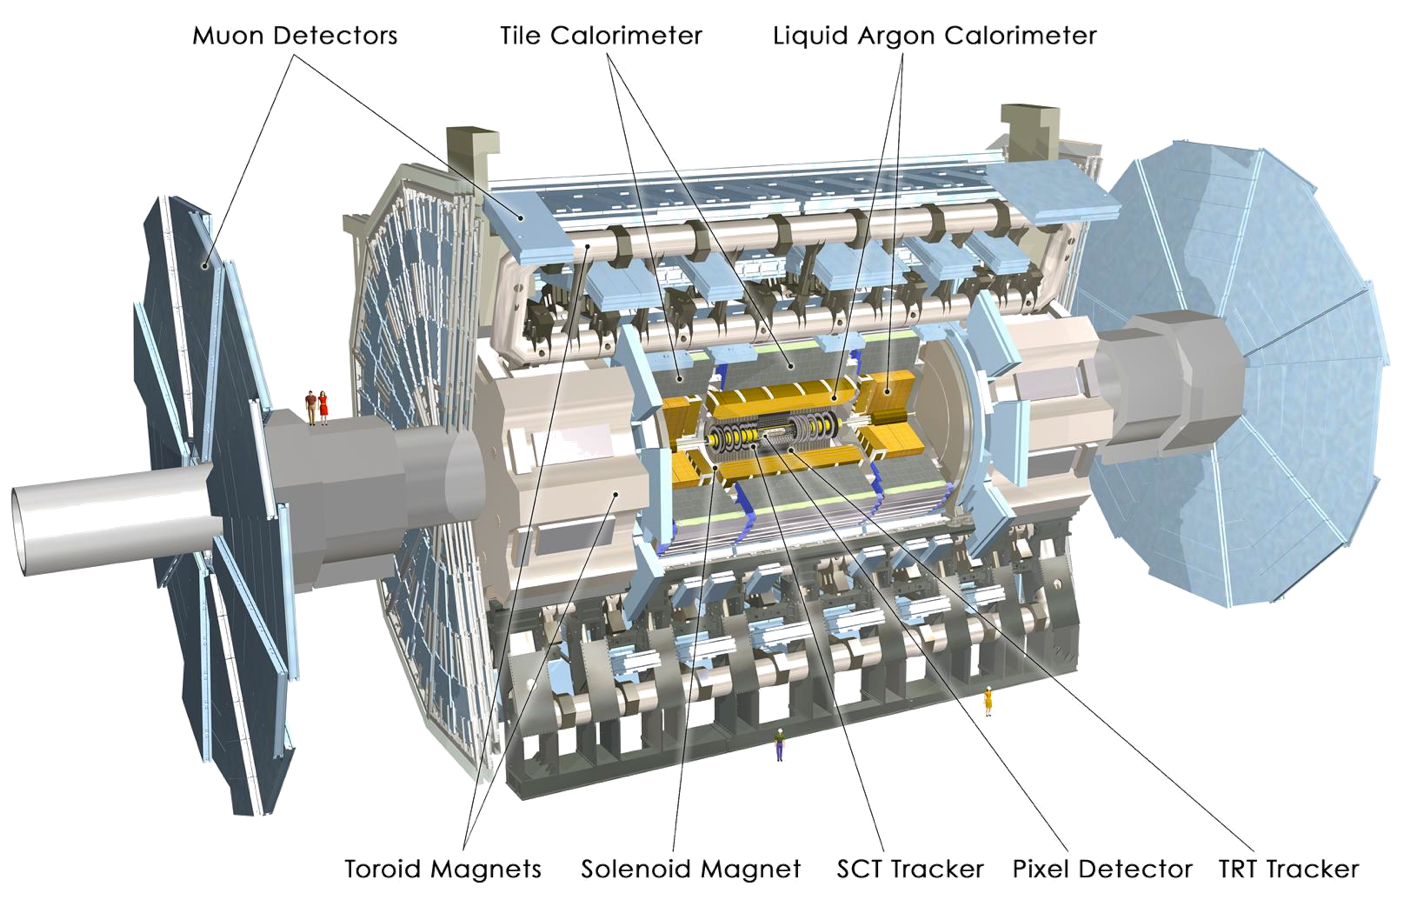 Muon Detectors
Tile Calorimeter
Liquid Argon Calorimeter
Toroid Magnets
Solenoid Magnet
SCT Tracker
Pixel Detector
TRT Tracker